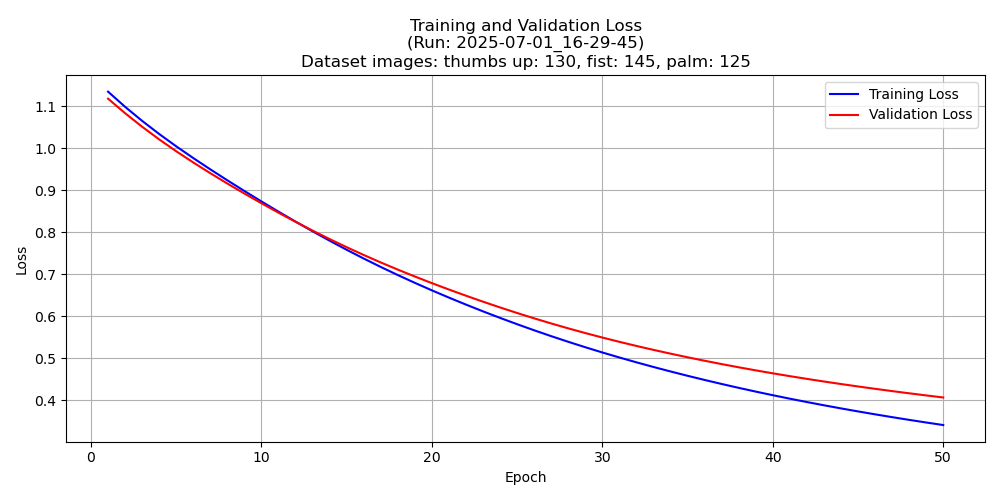 Training and Validation Loss
(Run: 2025-07-01_16-29-45)
Dataset images: thumbs up: 130, fist: 145, palm: 125
Training Loss
Validation Loss
1.1
1.0
0.9
0.8
0.7
0.6
0.5
0.4
Loss
0 10 20 30 40 50
Epoch